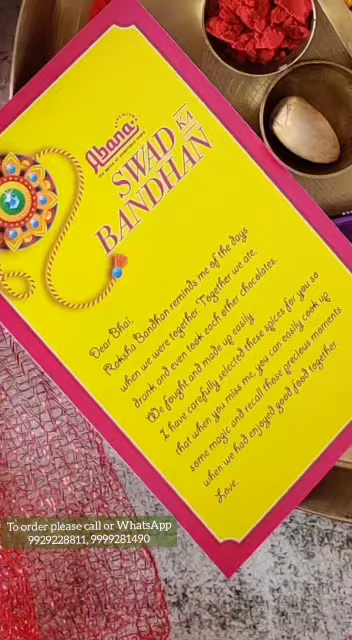 Abana
SWAD KA
BANDHAN
Dear Bhai,
Raksha Bandhan reminds me of the days
when we were together. Together we ate,
drank and even took each other chocolates.
We fought and made up easily
I have carefully selected these spices for you so
that when you miss me you can easily cook up
some magic and recall those precious moments
when we had enjoyed good food together.
Love,
To order please call or WhatsApp
9929228811, 9999281490